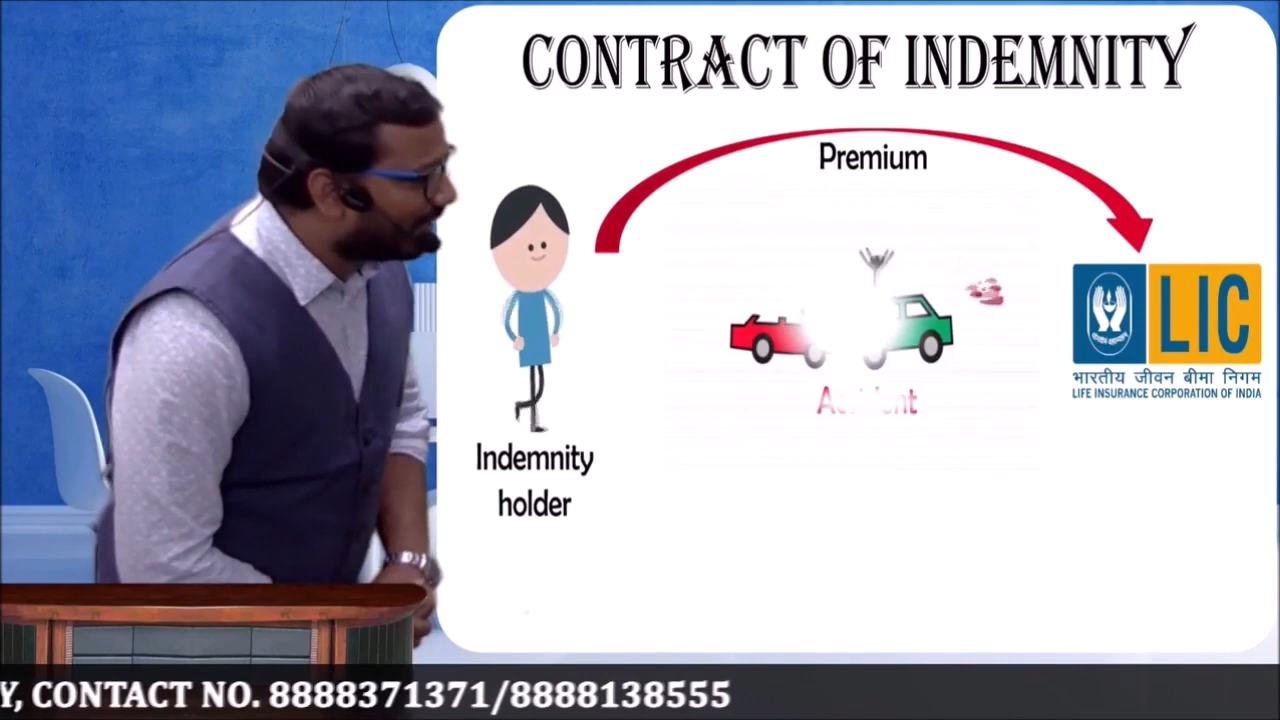 CONTRACT OF INDEMNITY
Premium
LIC
भारतीय जीवन बीमा निगम
LIFE INSURANCE CORPORATION OF INDIA
Accident
Indemnity
holder
Y, CONTACT NO. 8888371371/8888138555